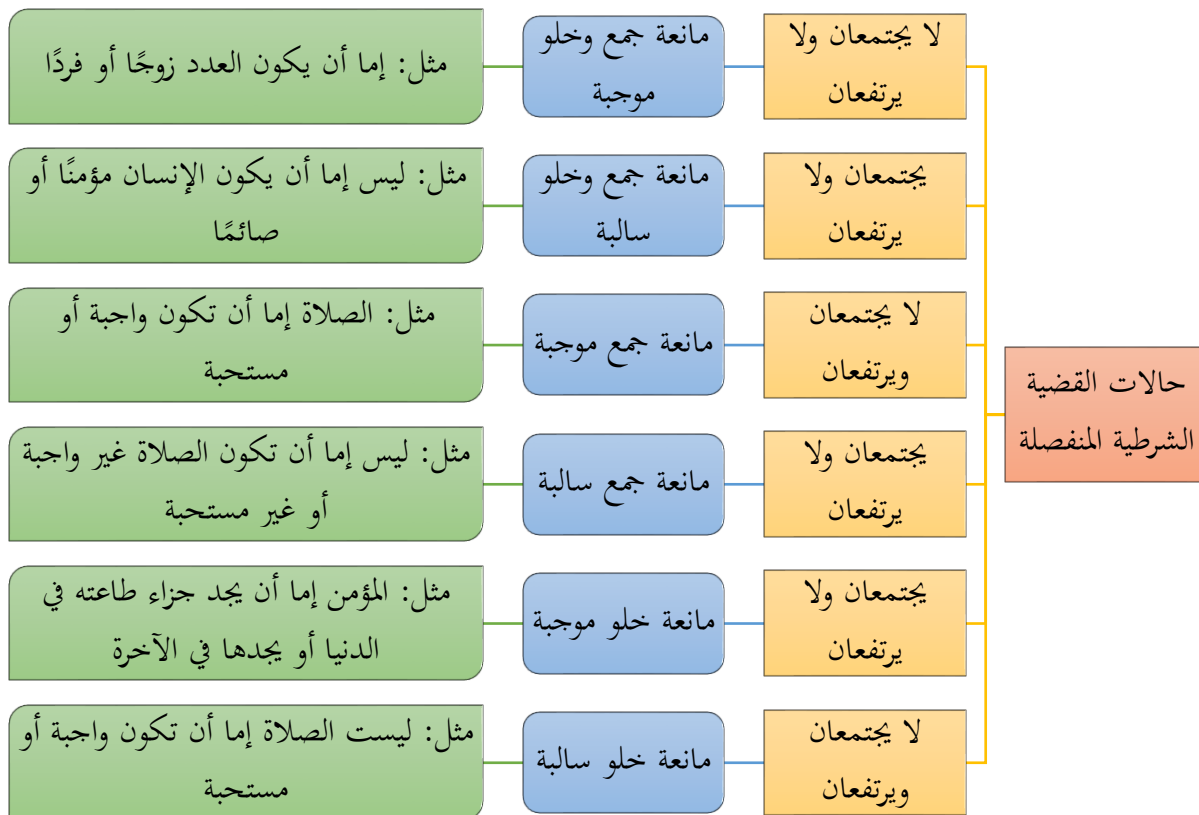 حالات القضية
الشرطية المنفصلة
لا يجتمعان ولا
يرتفعان
مانعة جمع وخلو
موجبة
مثل: إما أن يكون العدد زوجًا أو فردًا
يجتمعان ولا
يرتفعان
مانعة جمع وخلو
سالبة
مثل: ليس إما أن يكون الإنسان مؤمنًا أو
صائمًا
لا يجتمعان
ويرتفعان
مانعة جمع موجبة
مثل: الصلاة إما أن تكون واجبة أو
مستحبة
يجتمعان ولا
يرتفعان
مانعة جمع سالبة
مثل: ليس إما أن تكون الصلاة غير واجبة
أو غير مستحبة
يجتمعان ولا
يرتفعان
مانعة خلو موجبة
مثل: المؤمن إما أن يجد جزاء طاعته في
الدنيا أو يجدها في الآخرة
لا يجتمعان
ويرتفعان
مانعة خلو سالبة
مثل: ليست الصلاة إما أن تكون واجبة أو
مستحبة